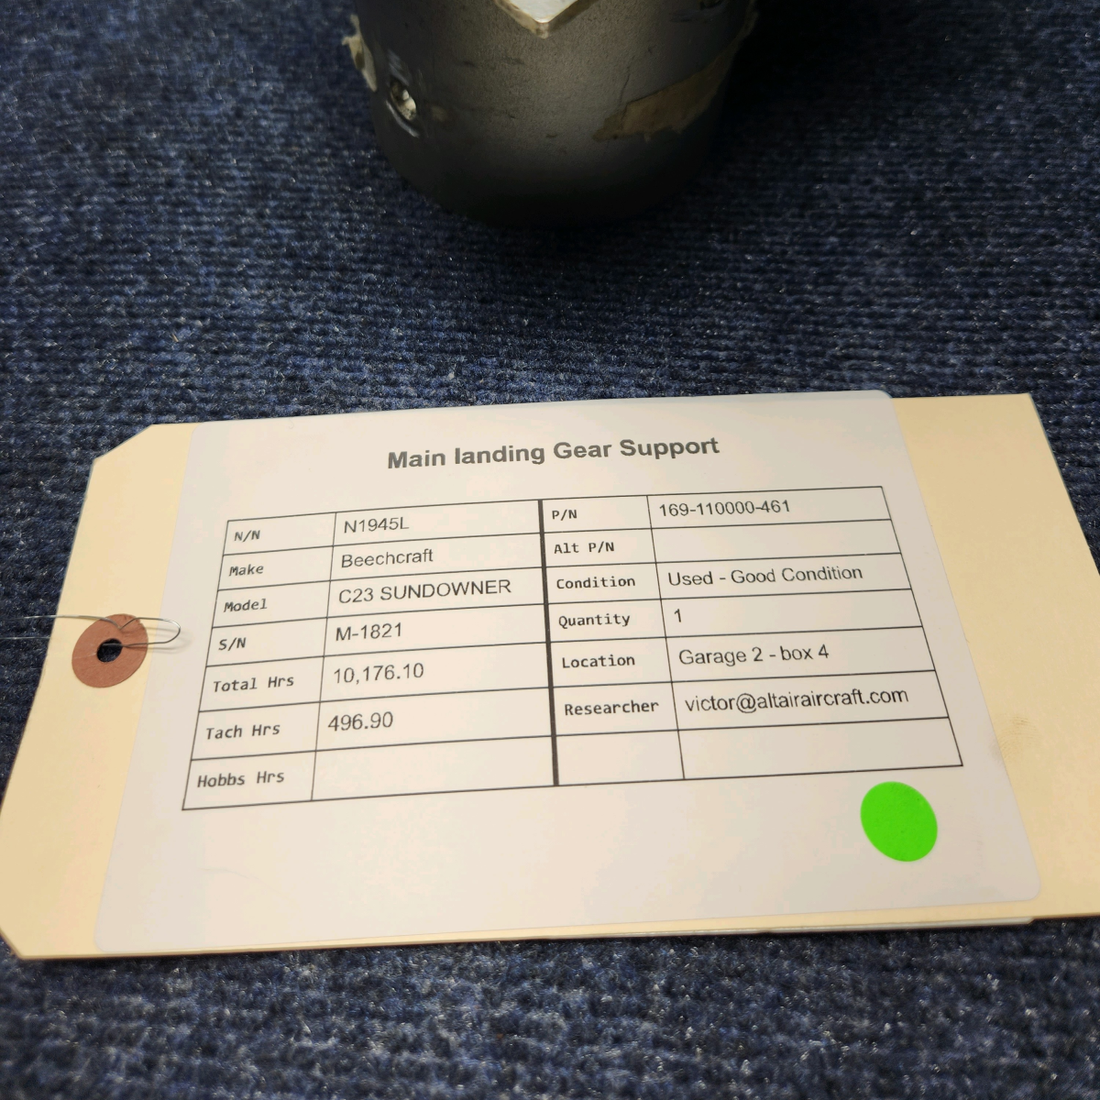 Main landing Gear Support
N/N N1945L P/N 169-110000-461
Make Beechcraft Alt P/N
Model C23 SUNDOWNER Condition Used - Good Condition
S/N M-1821 Quantity 1
Total Hrs 10,176.10 Location Garage 2 - box 4
Tach Hrs 496.90 Researcher victor@altairaircraft.com
Hobbs Hrs